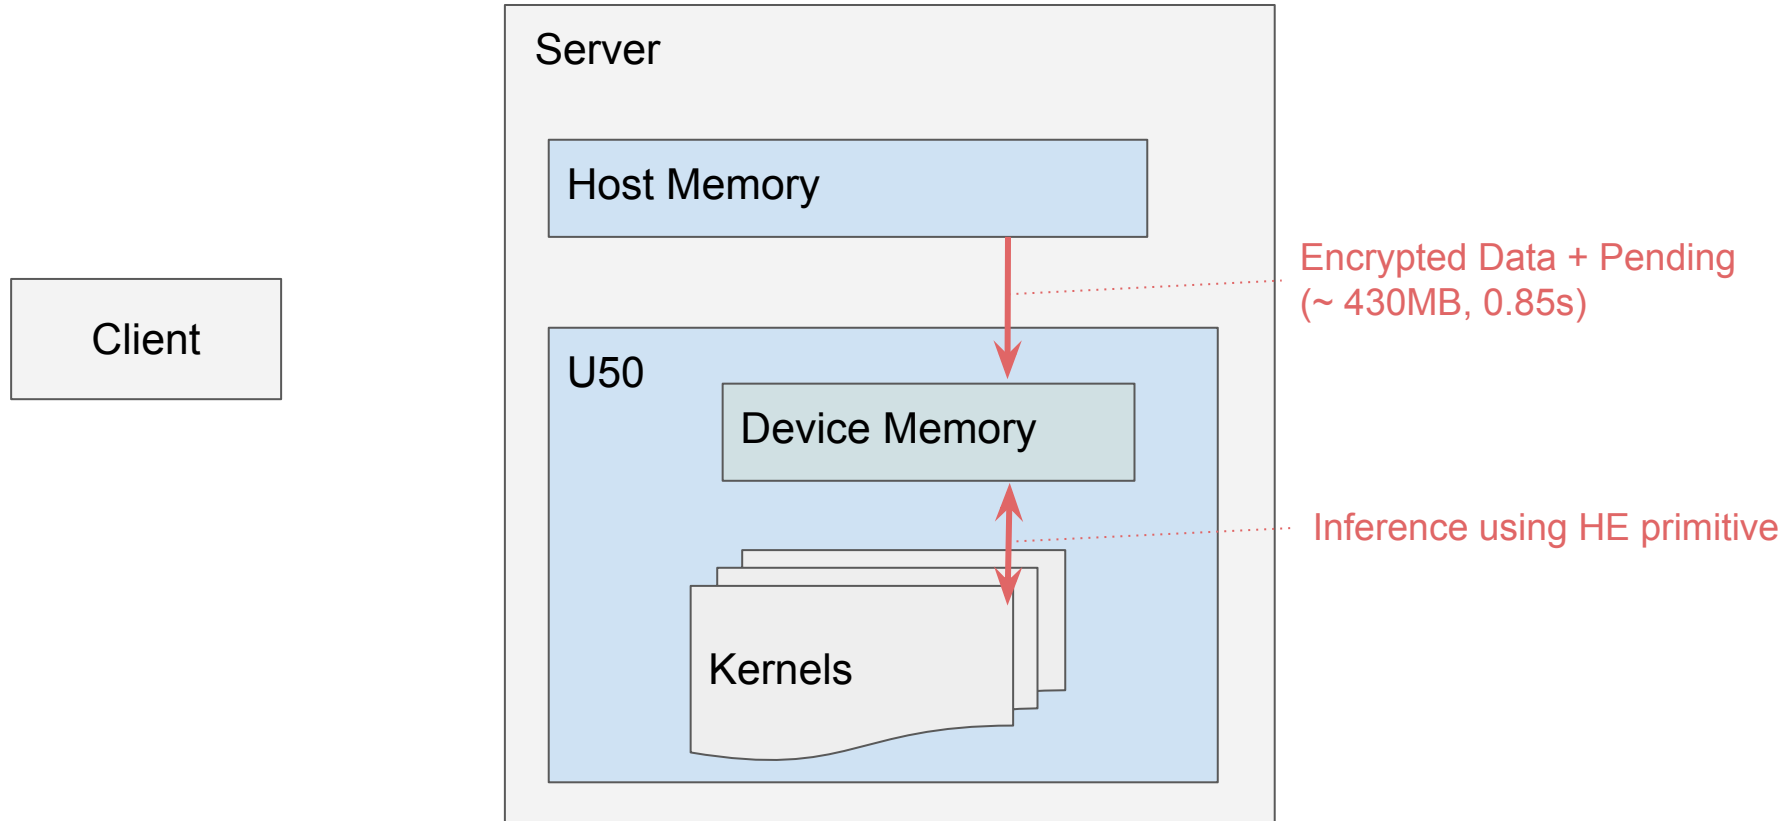 Server
Host Memory
Encrypted Data + Pending
(~ 430MB, 0.85s)
Client
U50
Device Memory
Inference using HE primitive
Kernels